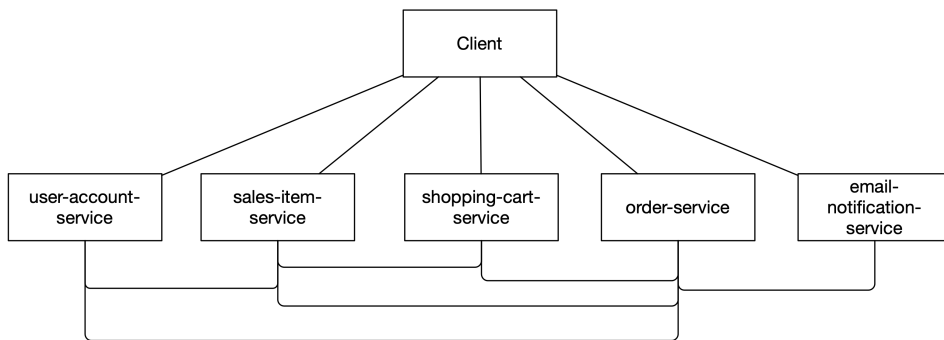 Client
user-account-
service
sales-item-
service
shopping-cart-
service
order-service
email-
notification-
service